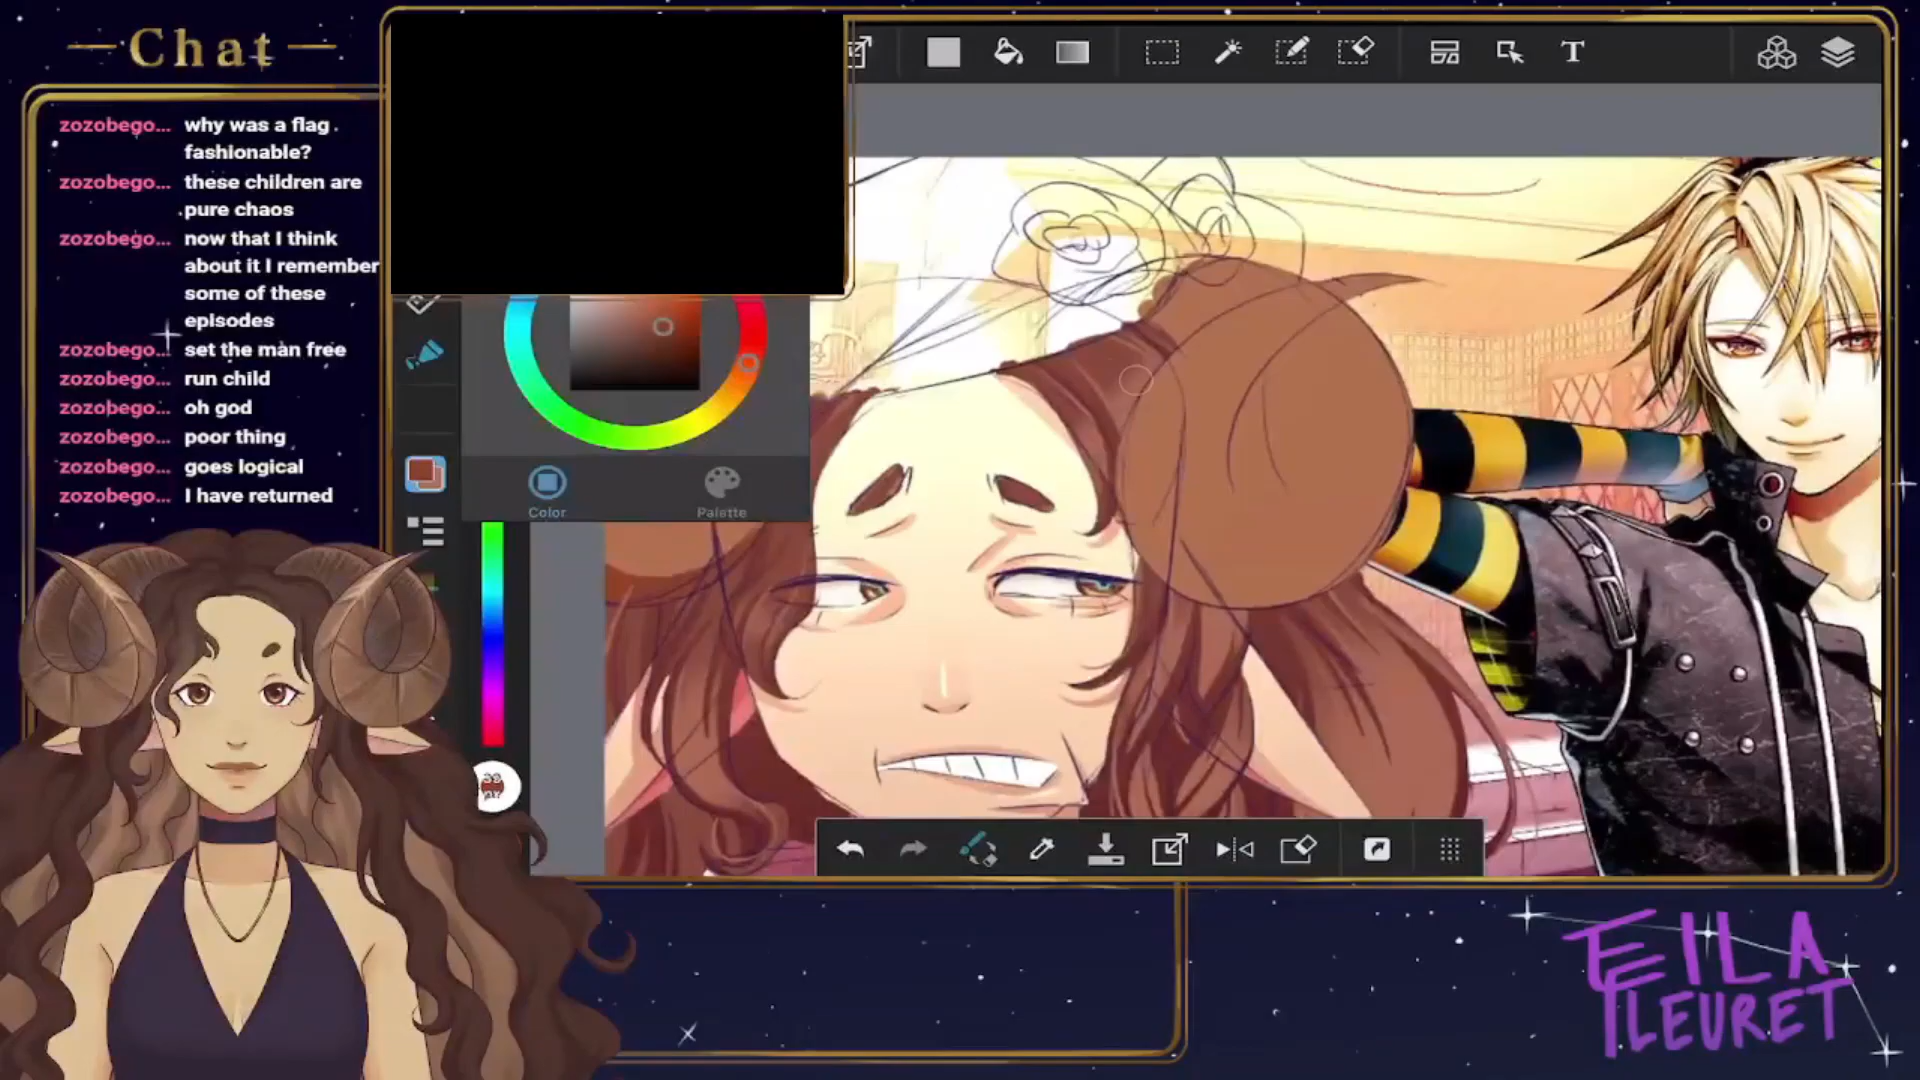 Chat
zozobego... why was a flag
fashionable?
zozobego... these children are
pure chaos
zozobego... now that I think
about it I remember
some of these
episodes
zozobego... set the man free
zozobego... run child
zozobego... oh god
zozobego... poor thing
zozobego... goes logical
zozobego... I have returned
T
Color
Palette
EILA
FLEURET